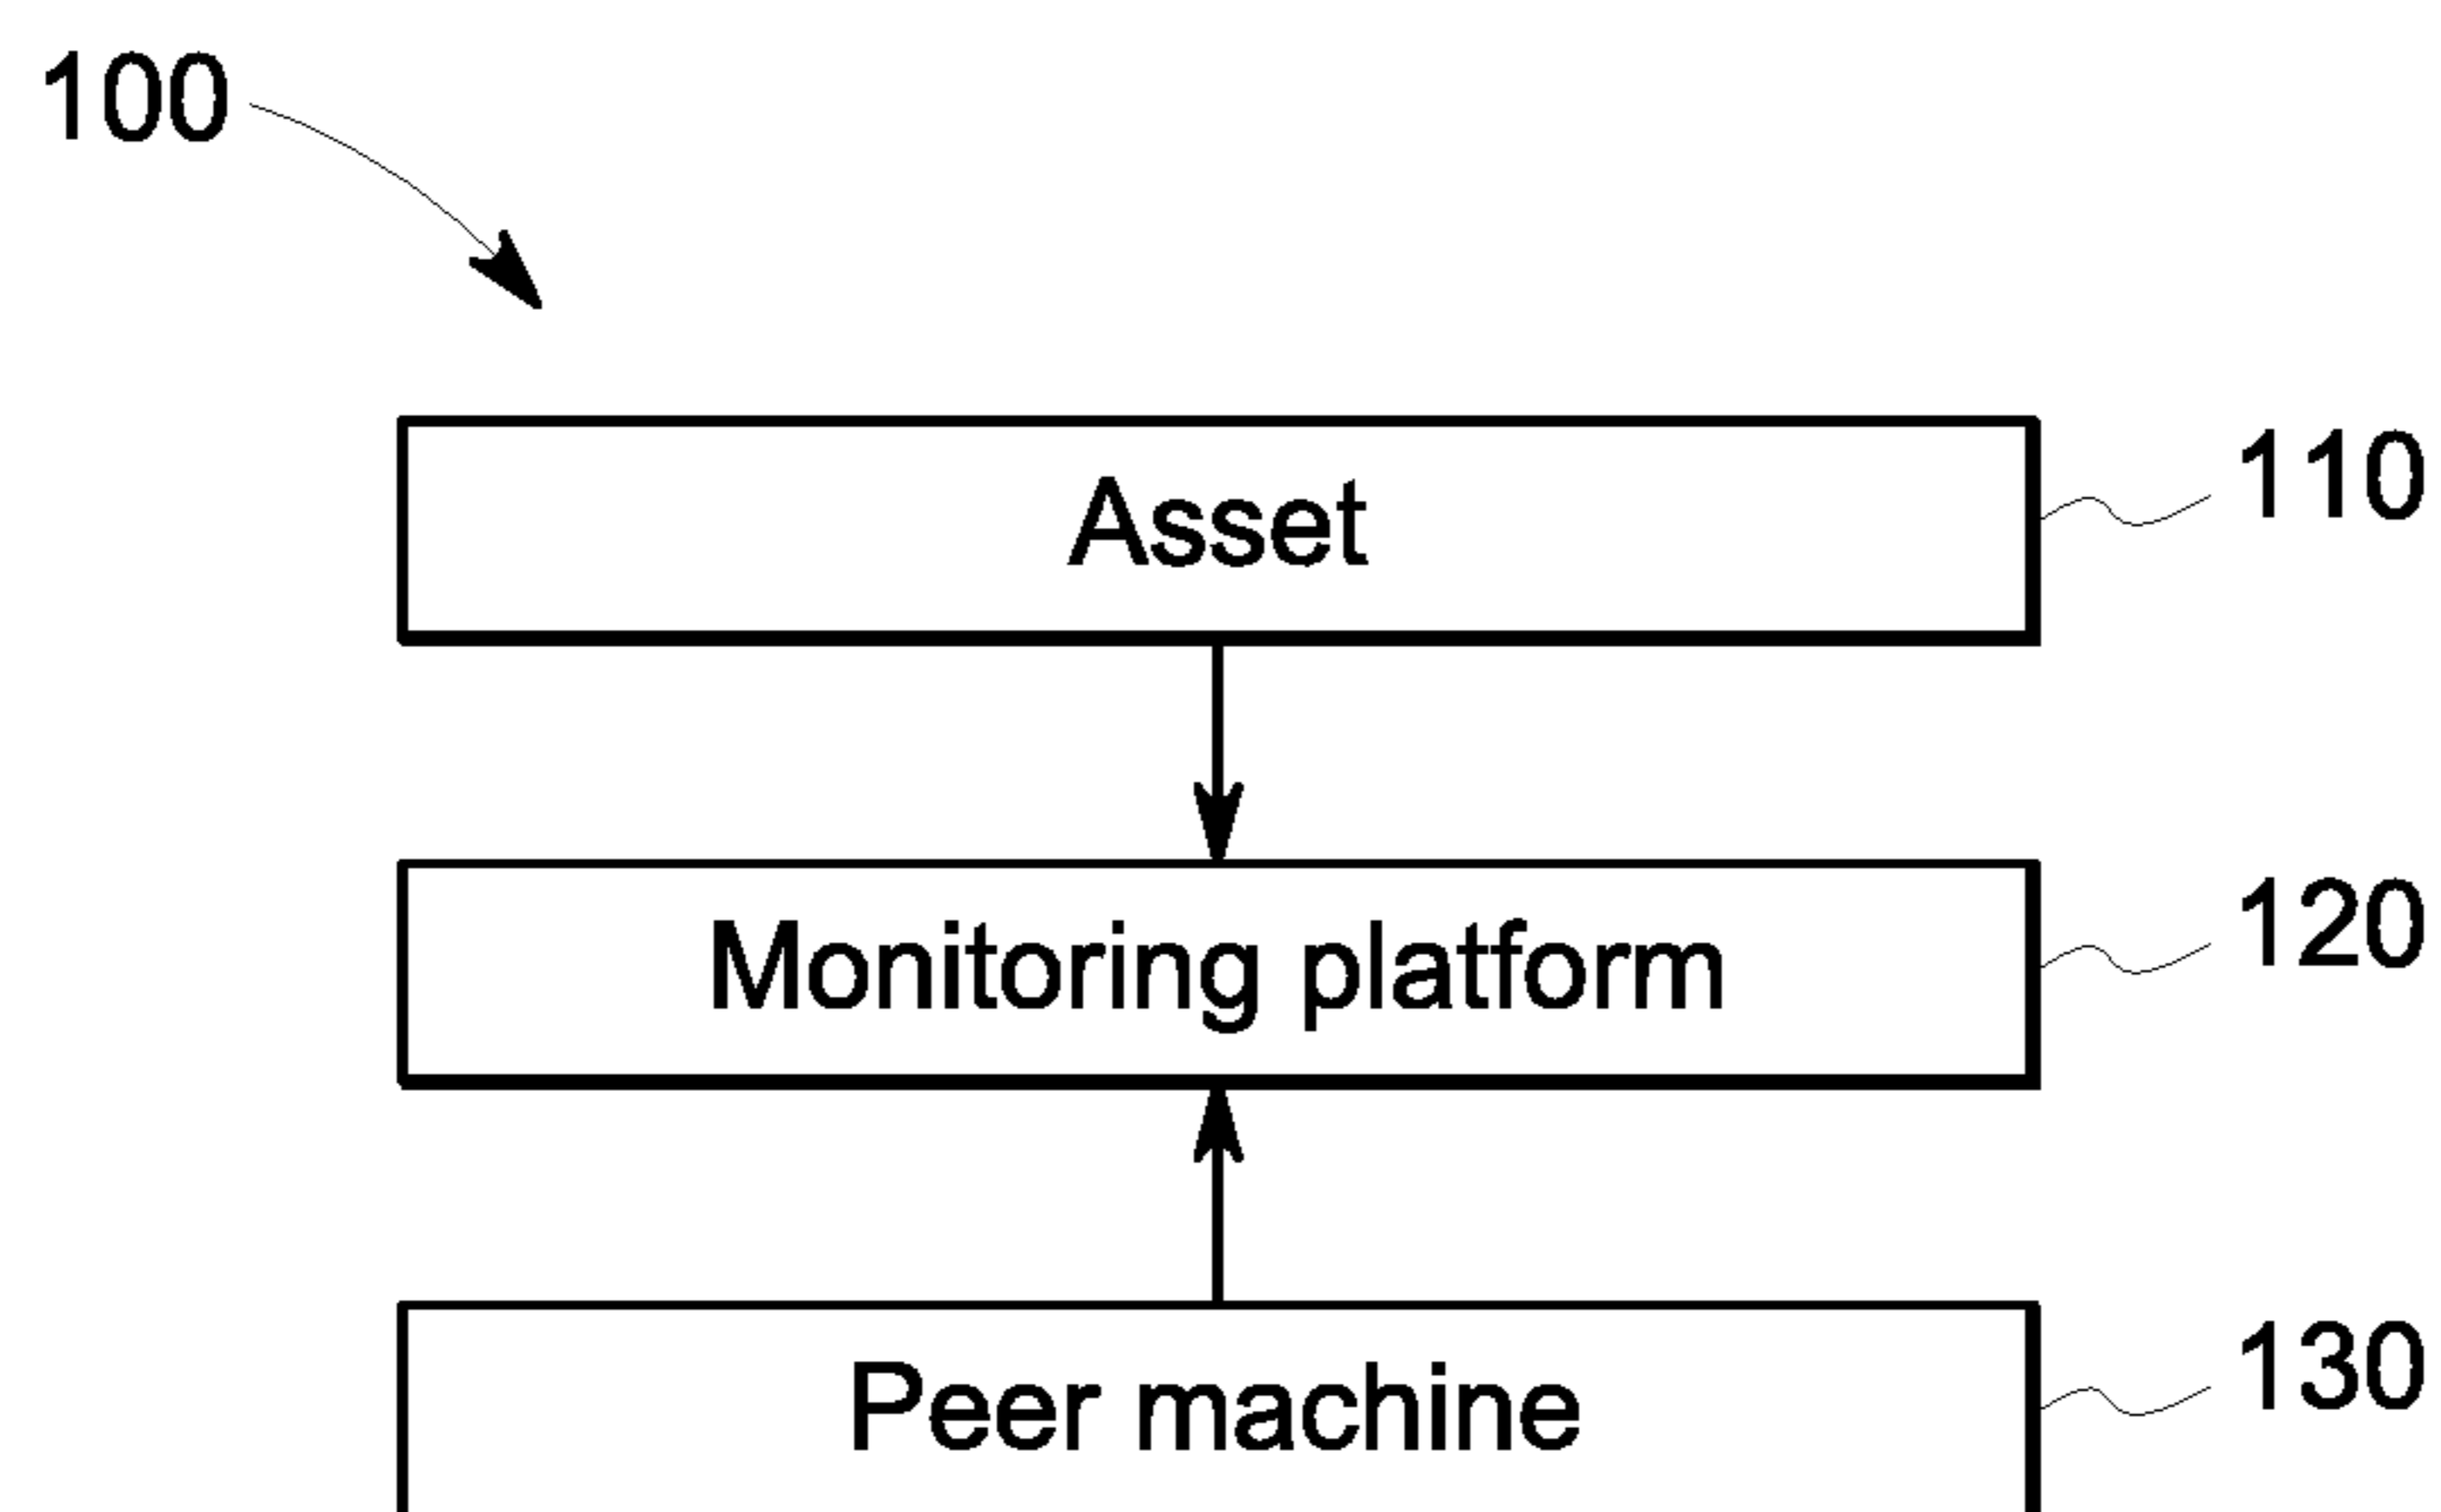 100
Asset
110
Monitoring platform
120
Peer machine
130